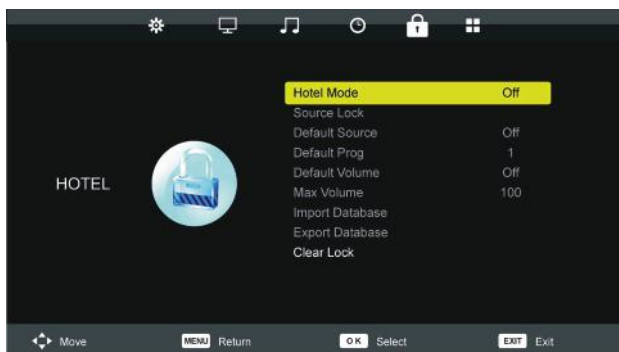 Hotel Mode Off
Source Lock
Default Source Off
Default Prog 1
Default Volume Off
HOTEL
Max Volume 100
Import Database
Export Database
Clear Lock
Move MENU Return OK Select EXIT Exit